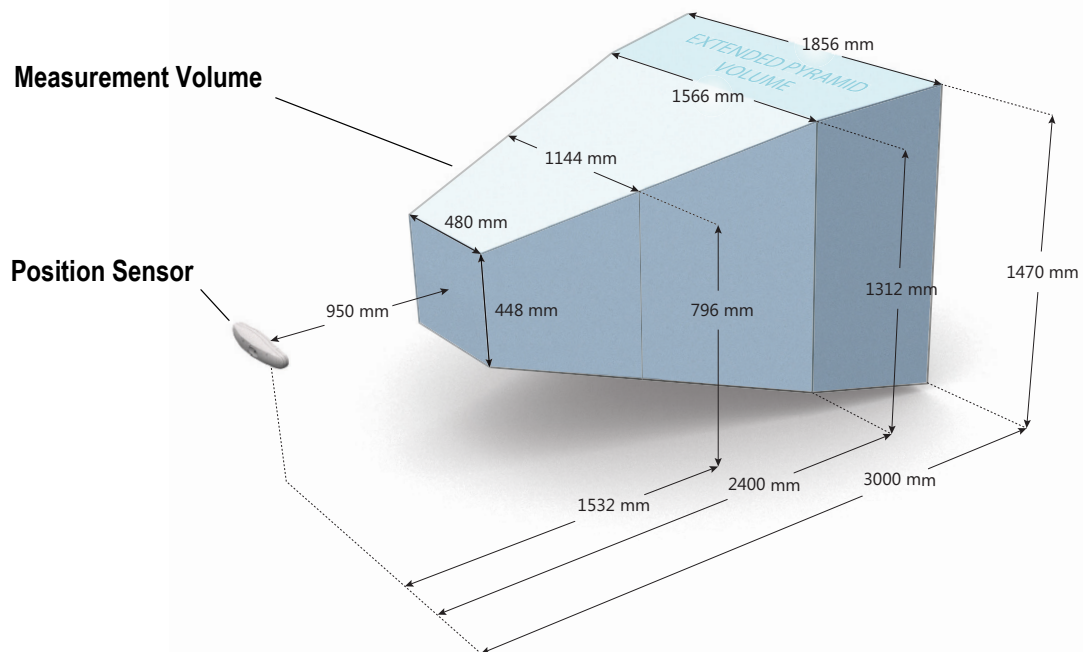 1856 mm
EXTENDED PYRAMID
VOLUME
Measurement Volume
1566 mm
1144 mm
480 mm
Position Sensor
1470 mm
1312 mm
950 mm
448 mm
796 mm
3000 mm
2400 mm
1532 mm